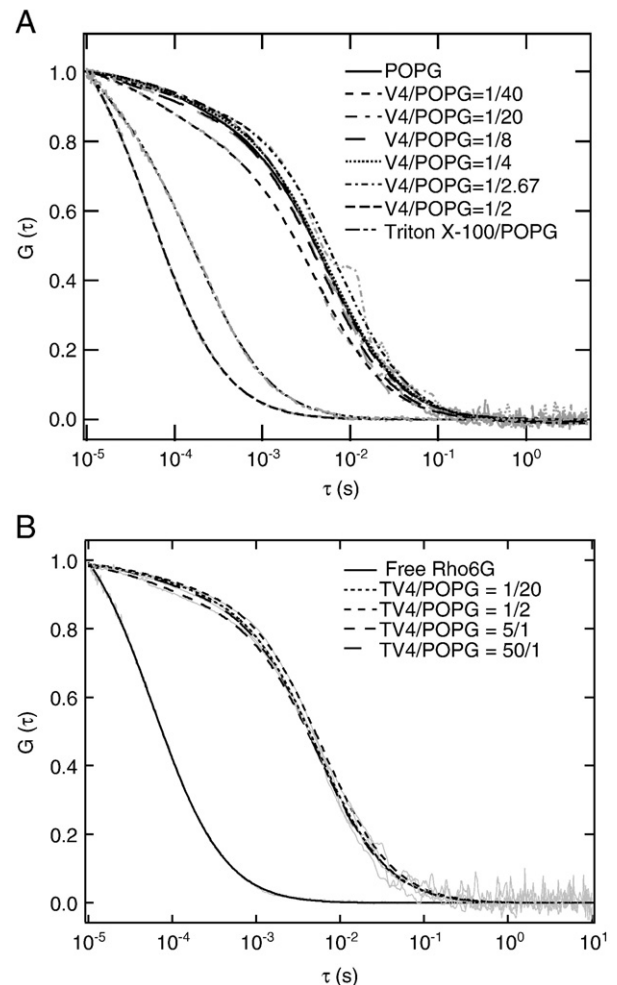 A
1.0
0.8
0.6
0.4
0.2
0.0
G (τ)
POPG
V4/POPG=1/40
V4/POPG=1/20
V4/POPG=1/8
V4/POPG=1/4
V4/POPG=1/2.67
V4/POPG=1/2
Triton X-100/POPG
10-5 10-4 10-3 10-2 10-1 100
τ (s)
B
1.0
0.8
0.6
0.4
0.2
0.0
G (τ)
Free Rho6G
TV4/POPG = 1/20
TV4/POPG = 1/2
TV4/POPG = 5/1
TV4/POPG = 50/1
10-5 10-4 10-3 10-2 10-1 100 101
τ (s)